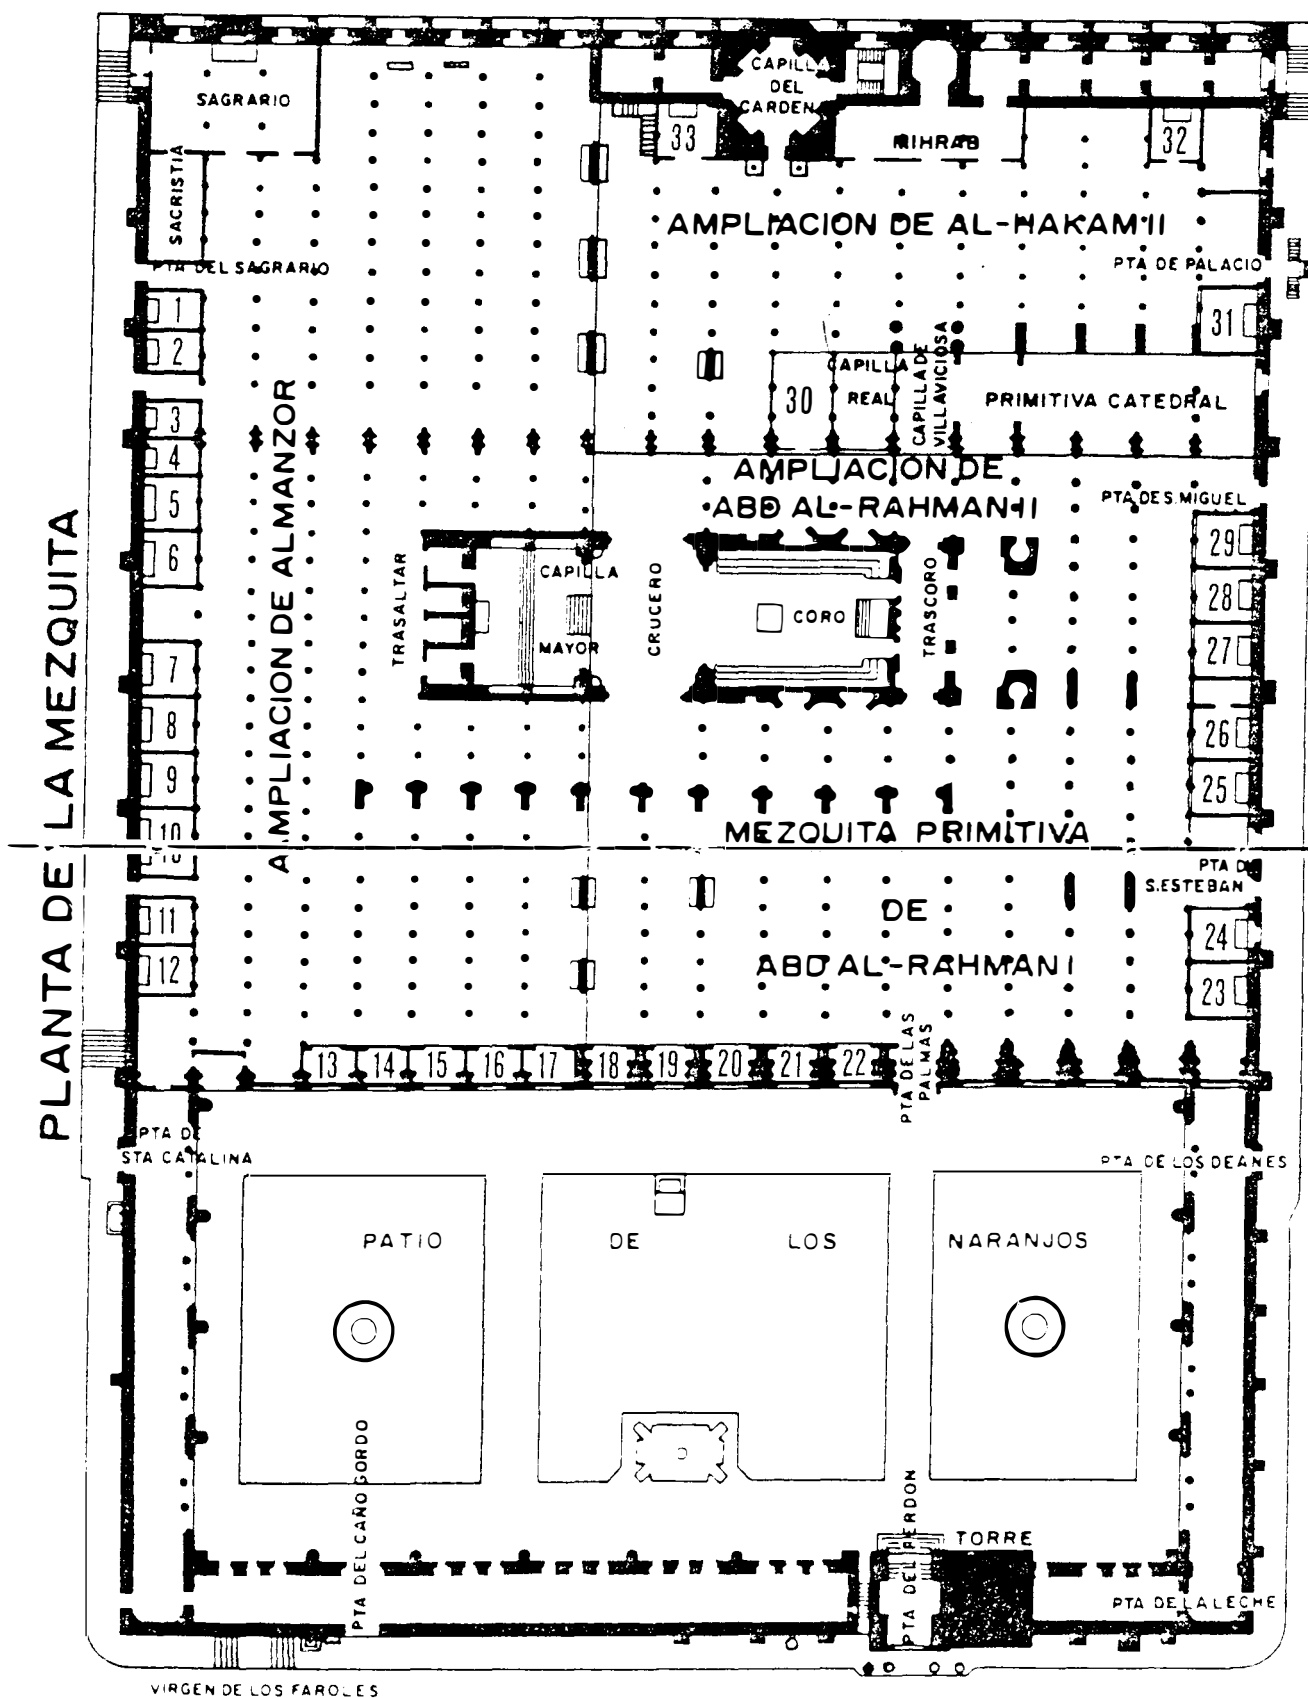 PLANTA DE LA MEZQUITA
CAPILLA
DEL
CARDEN
SAGRARIO
33
MIHRAB
32
SACRISTIA
AMPLIACION DE AL-HAKAM II
PTA DEL SAGRARIO
PTA DE PALACIO
1
31
2
CAPILLA
REAL
CAPILLA DE
VILLAVICIOSA
30
PRIMITIVA CATEDRAL
3
4
AMPLIACION DE ALMANZOR
AMPLIACION DE
ABD AL-RAHMAN II
PTA DE S. MIGUEL
5
6
29
TRASALTAR
CAPILLA
MAYOR
CRUCERO
CORO
TRASCORO
28
27
7
8
26
9
25
10
MEZQUITA PRIMITIVA
DE
ABD AL-RAHMAN I
PTA D
S. ESTEBAN
11
24
12
23
13
14
15
16
17
18
19
20
21
22
PTA DE LAS
PALMAS
PTA DE
STA CATALINA
PTA DE LOS DEANES
PATIO DE LOS NARANJOS
PTA DEL CAÑO GORDO
PTA DEL PERDON
TORRE
PTA DE LA LECHE
VIRGEN DE LOS FAROLES